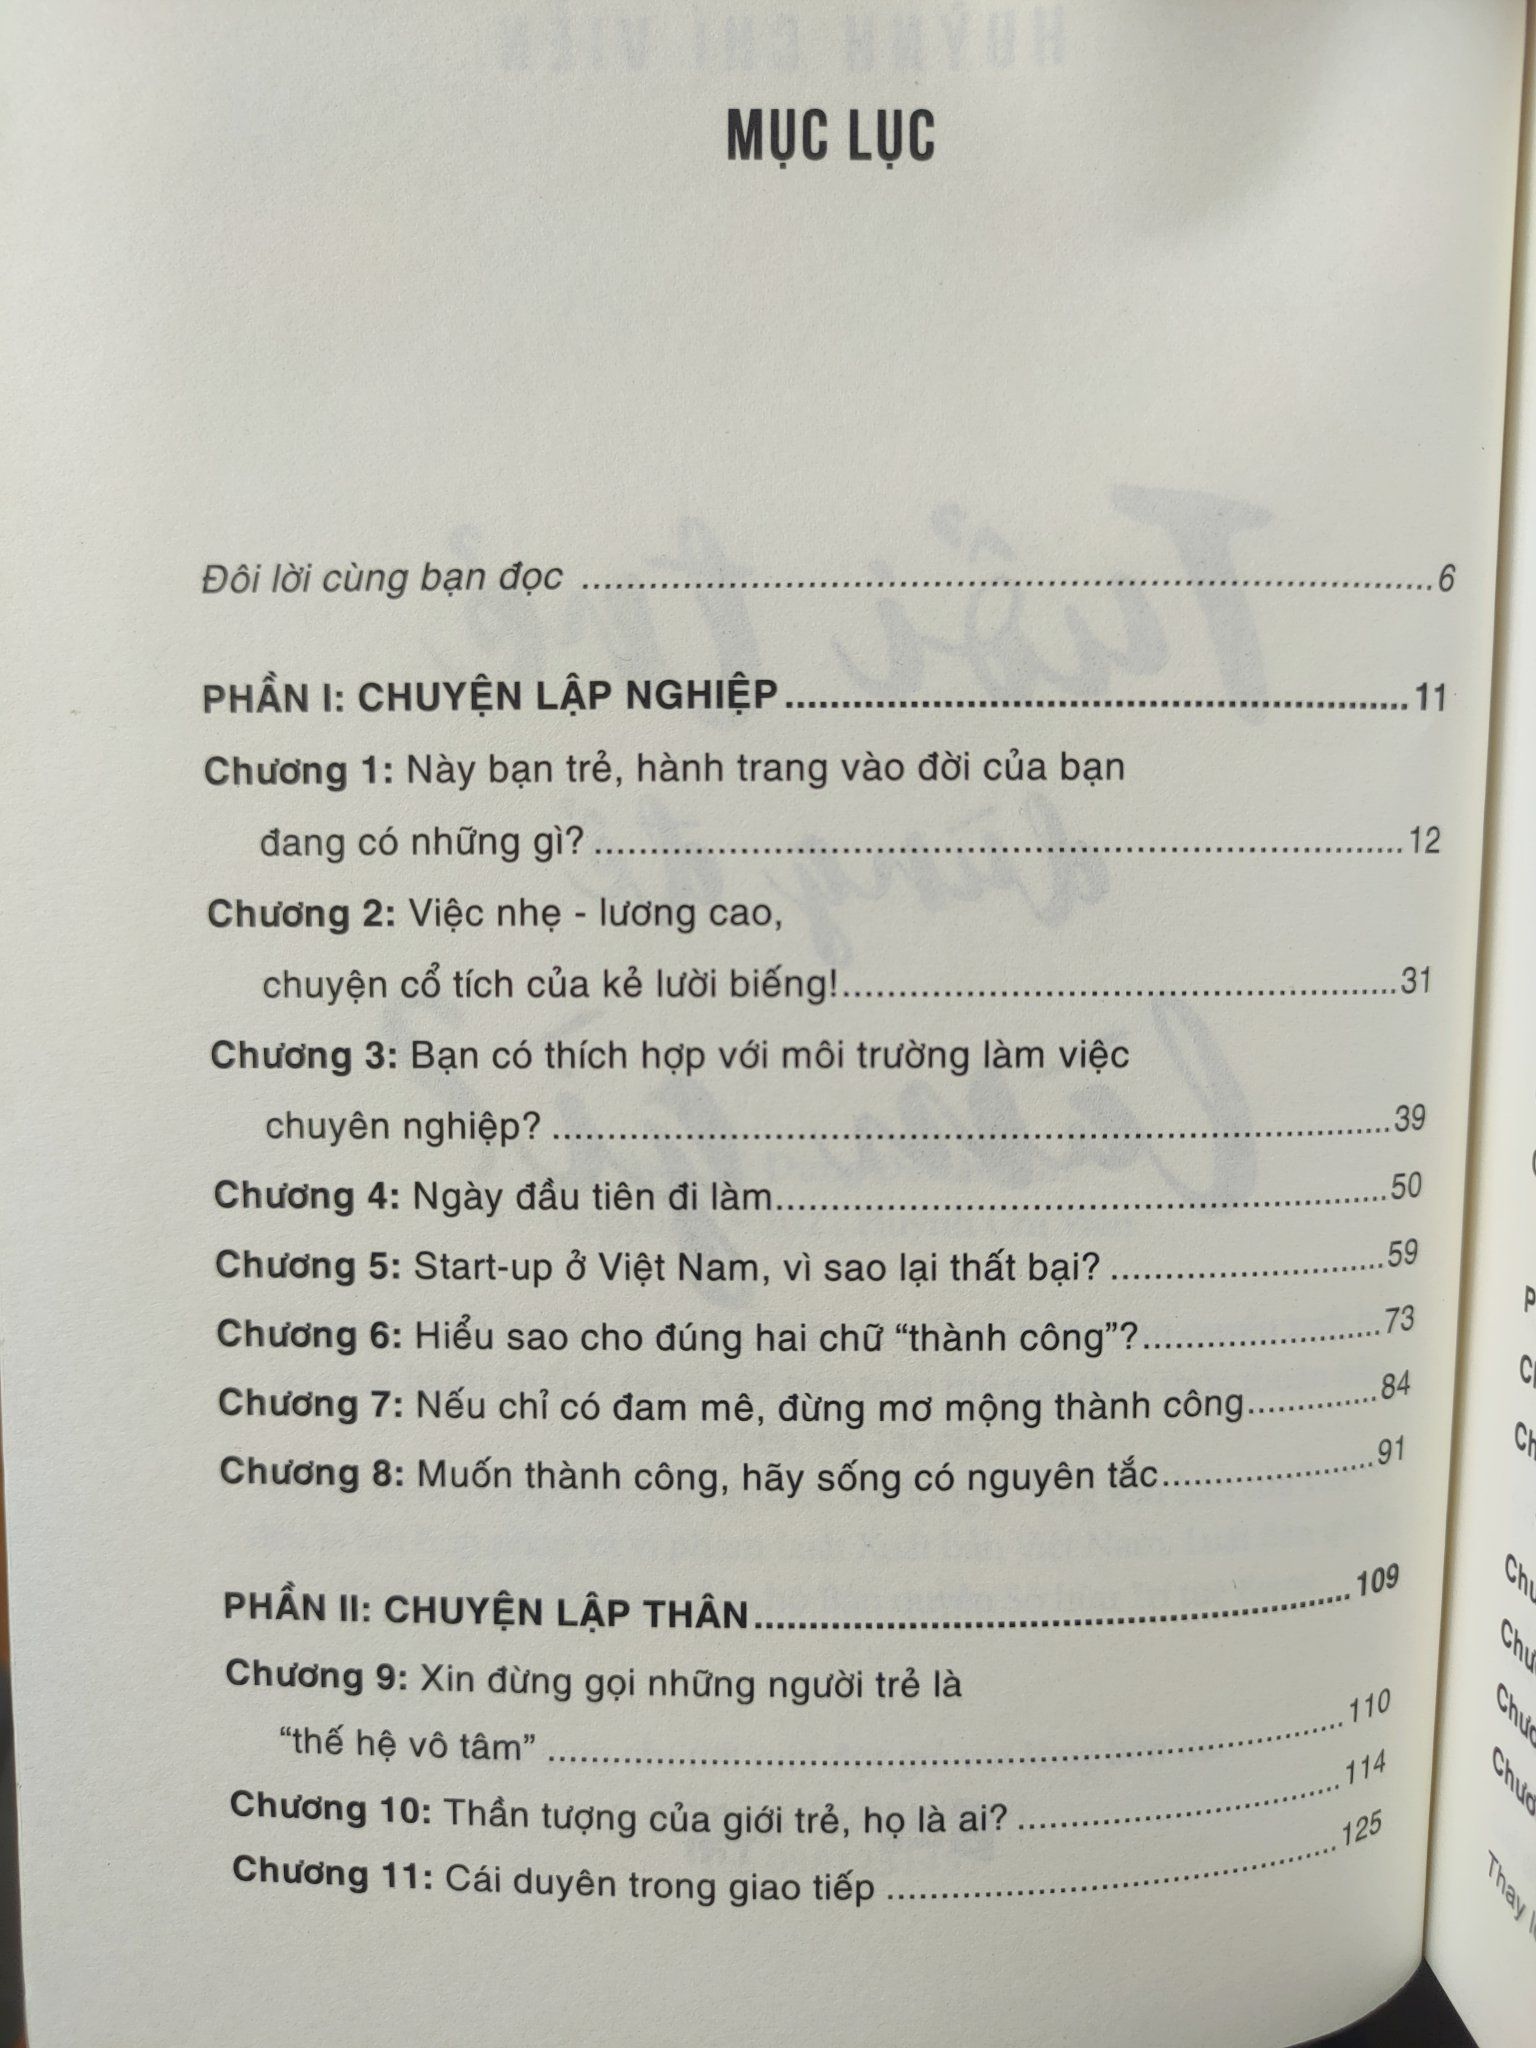 MỤC LỤC
Đôi lời cùng bạn đọc ........ 6
PHẦN I: CHUYỆN LẬP NGHIỆP ........ 11
Chương 1: Này bạn trẻ, hành trang vào đời của bạn
đang có những gì? ........ 12
Chương 2: Việc nhẹ - lương cao,
chuyện cổ tích của kẻ lười biếng! ........ 31
Chương 3: Bạn có thích hợp với môi trường làm việc
chuyên nghiệp? ........ 39
Chương 4: Ngày đầu tiên đi làm ........ 50
Chương 5: Start-up ở Việt Nam, vì sao lại thất bại? ........ 59
Chương 6: Hiểu sao cho đúng hai chữ “thành công”? ........ 73
Chương 7: Nếu chỉ có đam mê, đừng mơ mộng thành công ........ 84
Chương 8: Muốn thành công, hãy sống có nguyên tắc ........ 91
PHẦN II: CHUYỆN LẬP THÂN ........ 109
Chương 9: Xin đừng gọi những người trẻ là
“thế hệ vô tâm” ........ 110
Chương 10: Thần tượng của giới trẻ, họ là ai? ........ 114
Chương 11: Cái duyên trong giao tiếp ........ 125
Thay